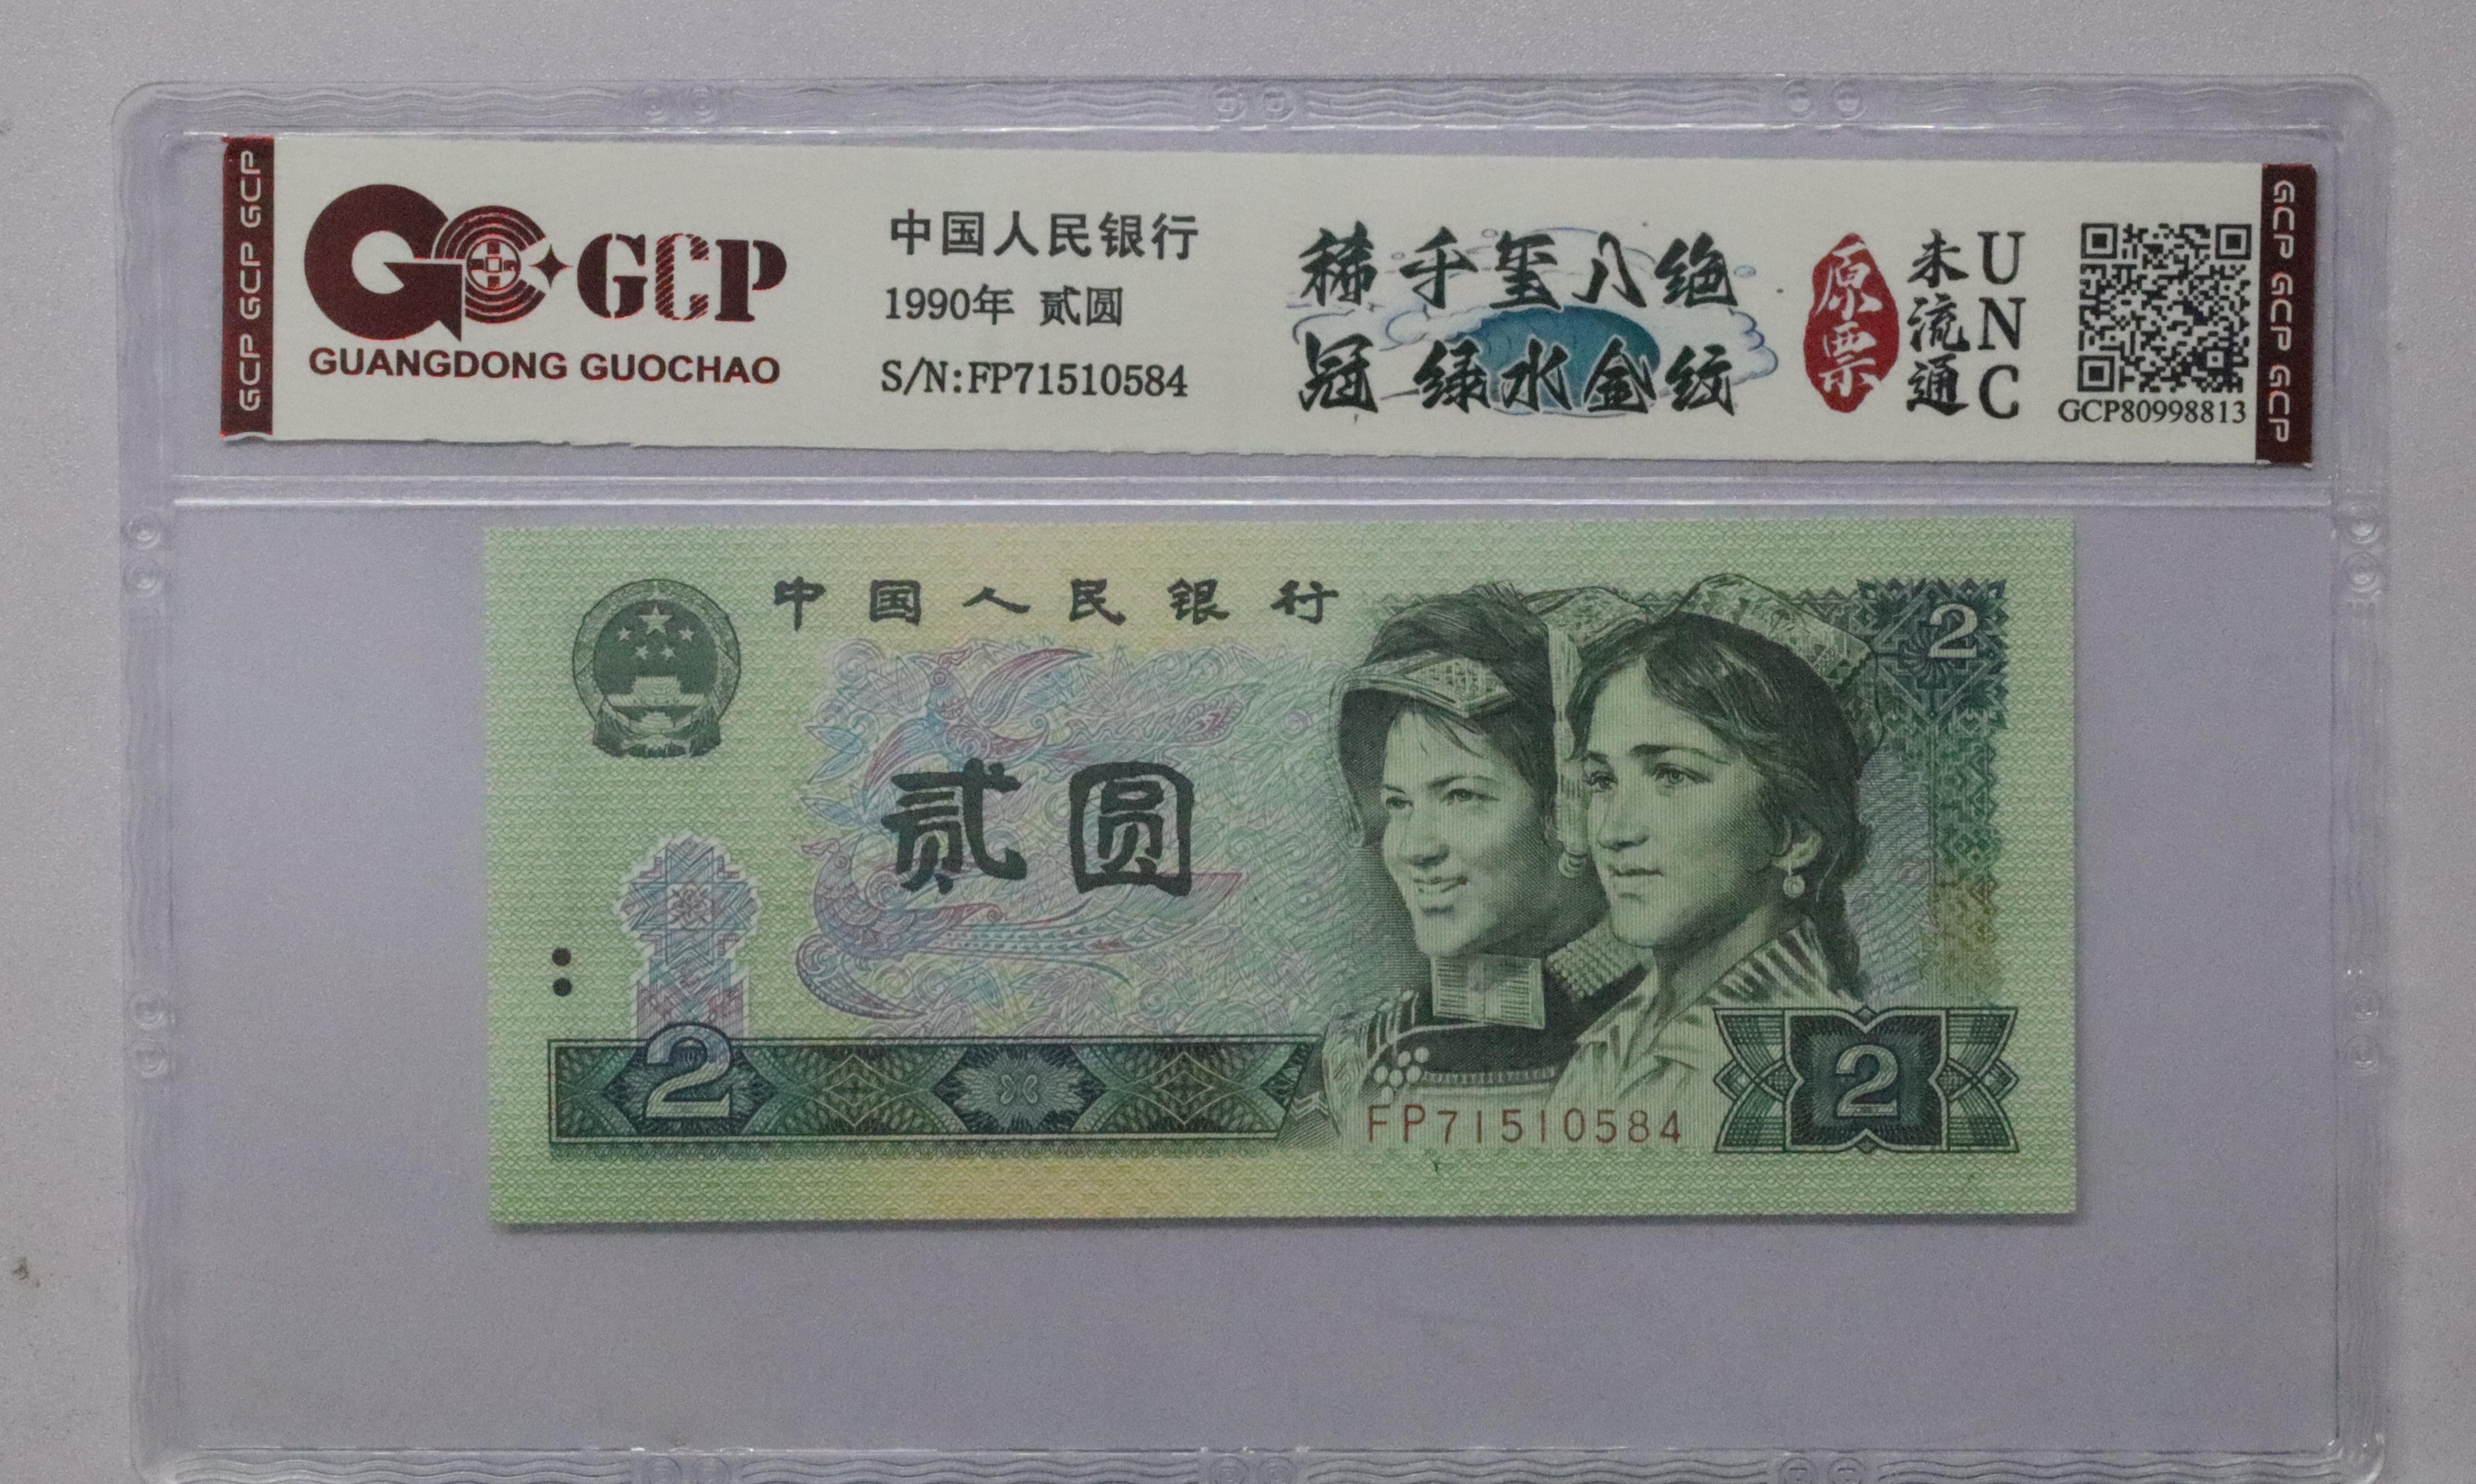 GCP GCP GCP
GCP
GUANGDONG GUOCHAO
中国人民银行
1990年 贰圆
S/N:FP71510584
稀 千 玺 八 绝
冠 绿 水 金 纹
原票
未流通
UNC
GCP80998813
GCP GCP GCP
中国人民银行
2
贰圆
2
FP71510584
2